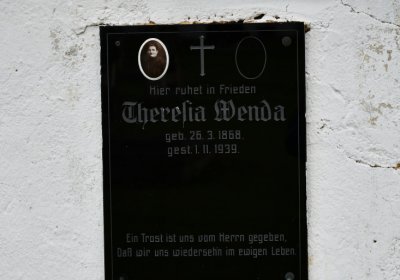 Hier ruhet in Frieden
Theresia Wenda
geb. 26. 3. 1868.
gest. 1. 11. 1939.
Ein Trost ist uns vom Herrn gegeben,
Daß wir uns wiedersehn im ewigen Leben.